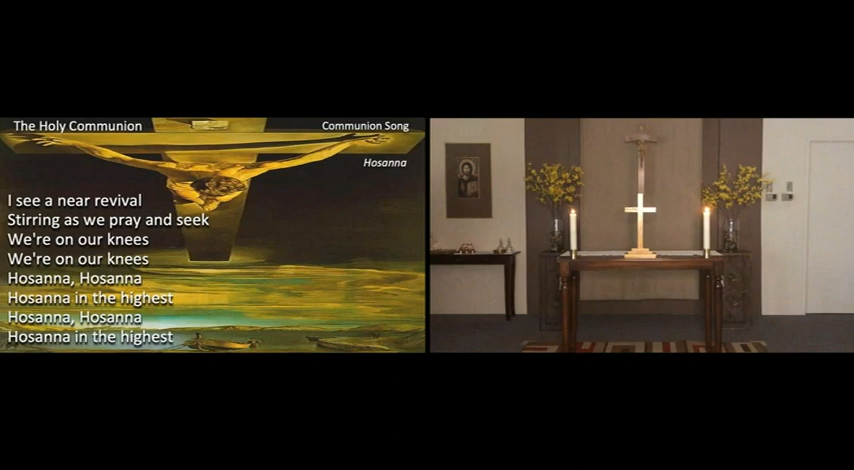 The Holy Communion
Communion Song
Hosanna
I see a near revival
Stirring as we pray and seek
We're on our knees
We're on our knees
Hosanna, Hosanna
Hosanna in the highest
Hosanna, Hosanna
Hosanna in the highest